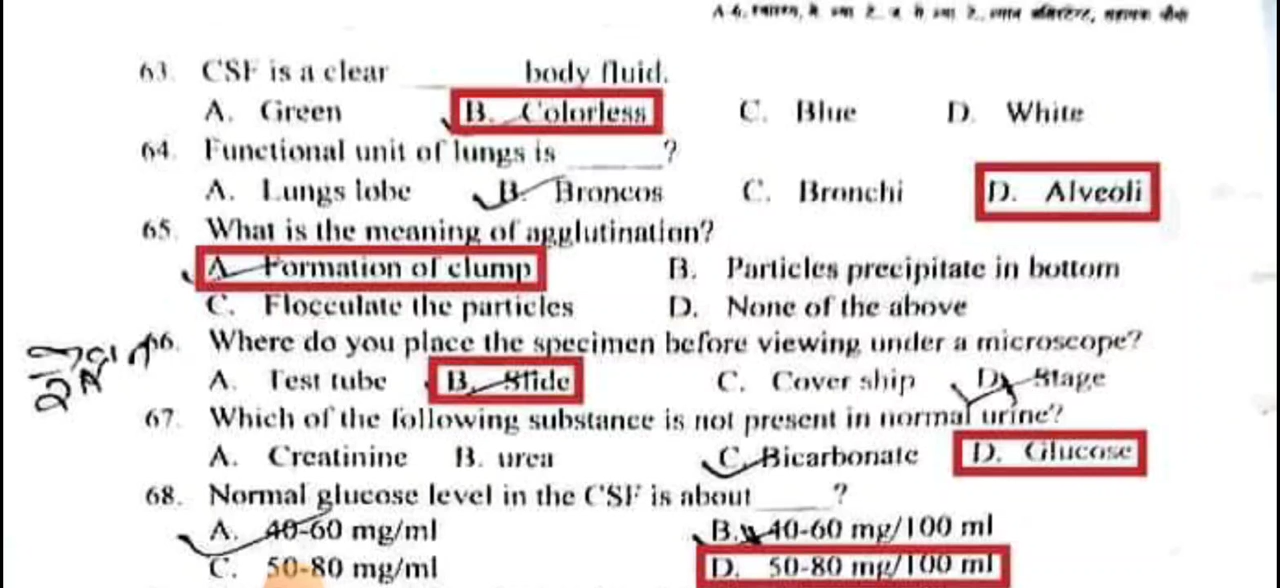 63. CSF is a clear ______ body fluid.
A. Green B. Colorless C. Blue D. White
64. Functional unit of lungs is ______?
A. Lungs lobe B. Broncos C. Bronchi D. Alveoli
65. What is the meaning of agglutination?
A. Formation of clump B. Particles precipitate in bottom
C. Flocculate the particles D. None of the above
66. Where do you place the specimen before viewing under a microscope?
A. Test tube B. Slide C. Cover ship D. Stage
67. Which of the following substance is not present in normal urine?
A. Creatinine B. urea C. Bicarbonate D. Glucose
68. Normal glucose level in the CSF is about ____?
A. 40-60 mg/ml B. 40-60 mg/100 ml
C. 50-80 mg/ml D. 50-80 mg/100 ml